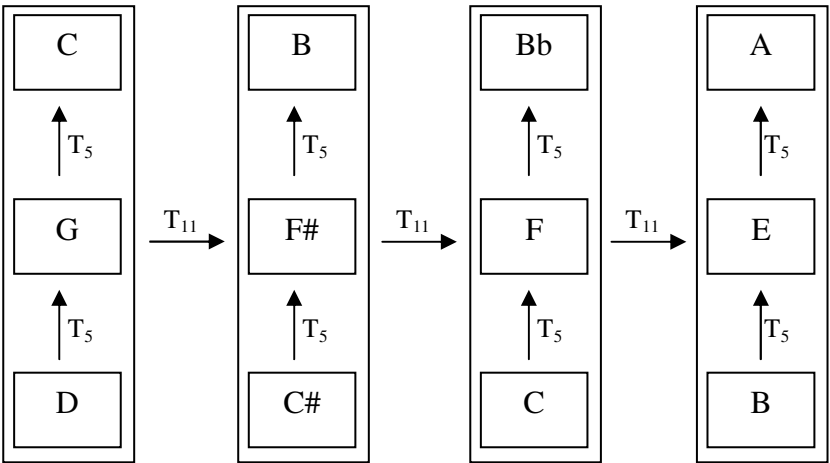 C B Bb A
T₅ T₅ T₅ T₅
T₁₁ T₁₁ T₁₁
G F# F E
T₅ T₅ T₅ T₅
D C# C B